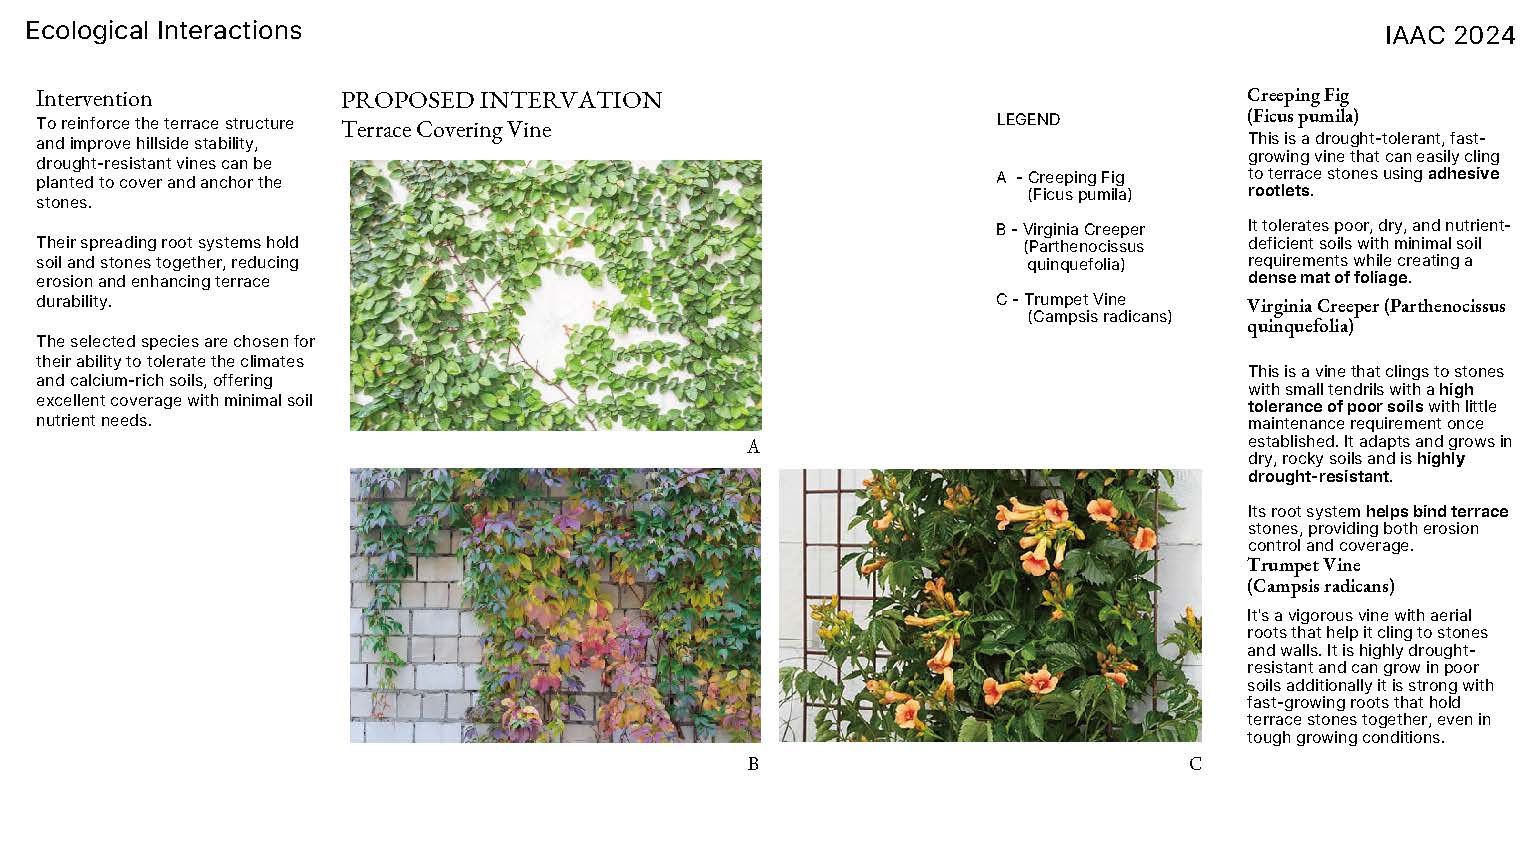 Ecological Interactions
IAAC 2024
Intervention
To reinforce the terrace structure
and improve hillside stability,
drought-resistant vines can be
planted to cover and anchor the
stones.
Their spreading root systems hold
soil and stones together, reducing
erosion and enhancing terrace
durability.
The selected species are chosen for
their ability to tolerate the climates
and calcium-rich soils, offering
excellent coverage with minimal soil
nutrient needs.
PROPOSED INTERVATION
Terrace Covering Vine
A
B
C
LEGEND
A - Creeping Fig
(Ficus pumila)
B - Virginia Creeper
(Parthenocissus
quinquefolia)
C - Trumpet Vine
(Campsis radicans)
Creeping Fig
(Ficus pumila)
This is a drought-tolerant, fast-
growing vine that can easily cling
to terrace stones using adhesive
rootlets.
It tolerates poor, dry, and nutrient-
deficient soils with minimal soil
requirements while creating a
dense mat of foliage.
Virginia Creeper (Parthenocissus
quinquefolia)
This is a vine that clings to stones
with small tendrils with a high
tolerance of poor soils with little
maintenance requirement once
established. It adapts and grows in
dry, rocky soils and is highly
drought-resistant.
Its root system helps bind terrace
stones, providing both erosion
control and coverage.
Trumpet Vine
(Campsis radicans)
It's a vigorous vine with aerial
roots that help it cling to stones
and walls. It is highly drought-
resistant and can grow in poor
soils additionally it is strong with
fast-growing roots that hold
terrace stones together, even in
tough growing conditions.